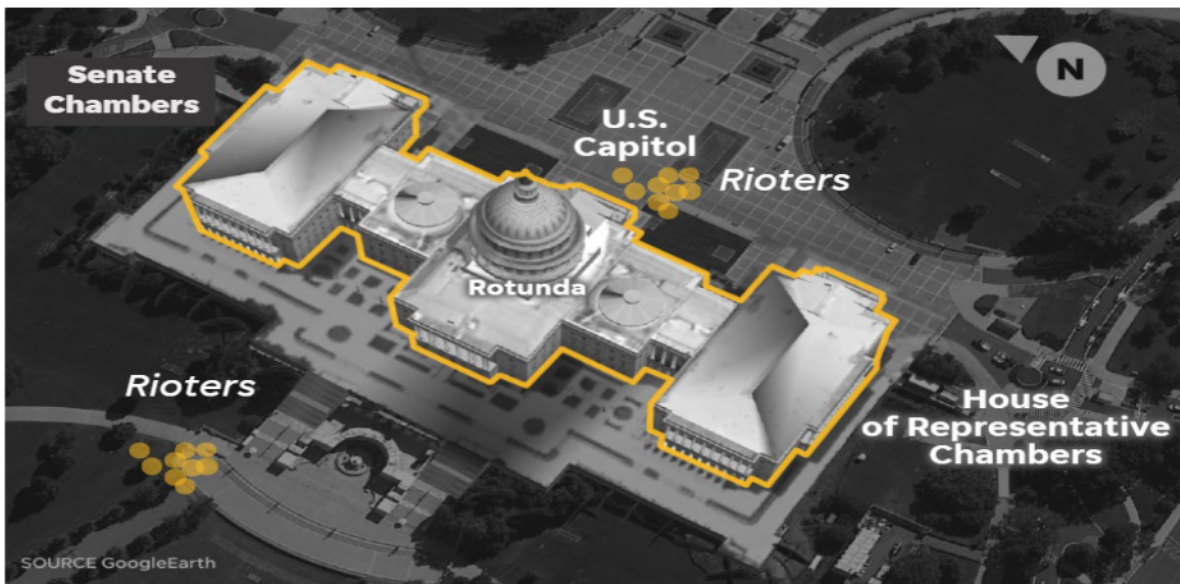 Senate
Chambers
N
U.S.
Capitol
Rioters
Rotunda
Rioters
House
of Representative
Chambers
SOURCE GoogleEarth